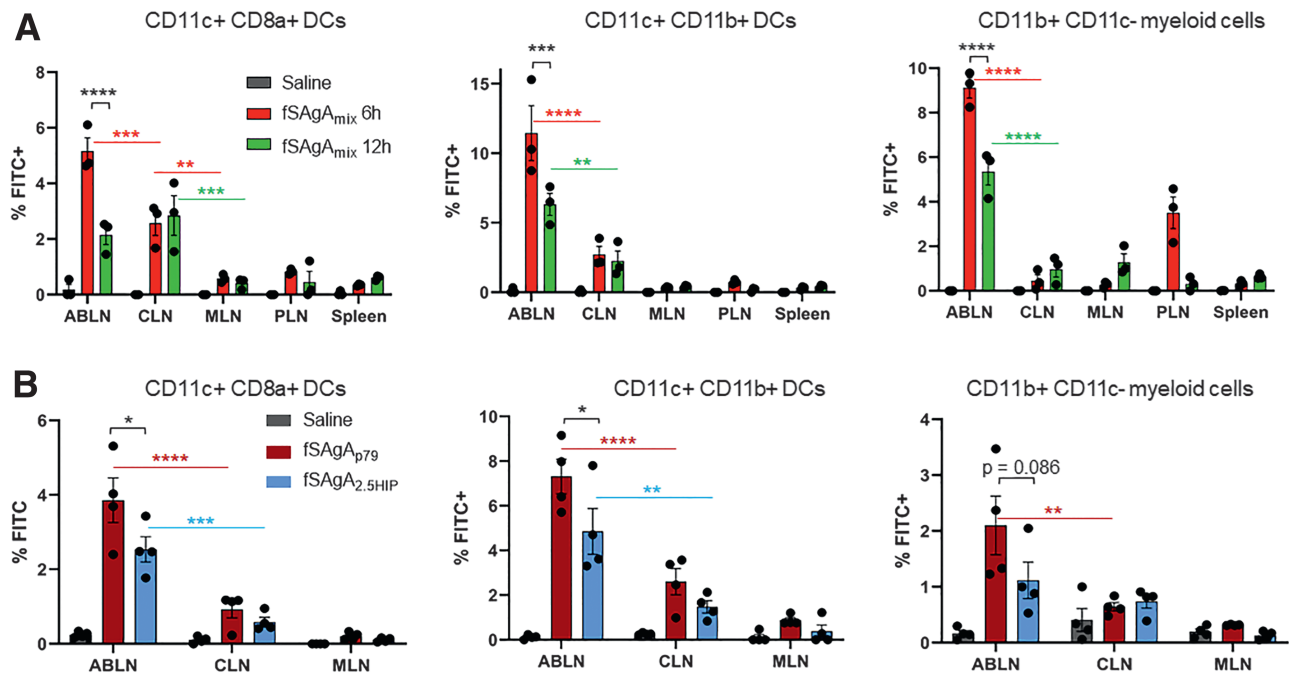 A
CD11c+ CD8a+ DCs
% FITC+
8
6
4
2
0
****
***
**
***
Saline
fSAgAmix 6h
fSAgAmix 12h
ABLN CLN MLN PLN Spleen
CD11c+ CD11b+ DCs
% FITC+
15
10
5
0
***
****
**
ABLN CLN MLN PLN Spleen
CD11b+ CD11c- myeloid cells
% FITC+
10
8
6
4
2
0
****
****
****
ABLN CLN MLN PLN Spleen
B
CD11c+ CD8a+ DCs
% FITC
6
4
2
0
*
****
***
Saline
fSAgAp79
fSAgA2.5HIP
ABLN CLN MLN
CD11c+ CD11b+ DCs
% FITC+
10
8
6
4
2
0
*
****
**
ABLN CLN MLN
CD11b+ CD11c- myeloid cells
% FITC+
4
3
2
1
0
p = 0.086
**
ABLN CLN MLN